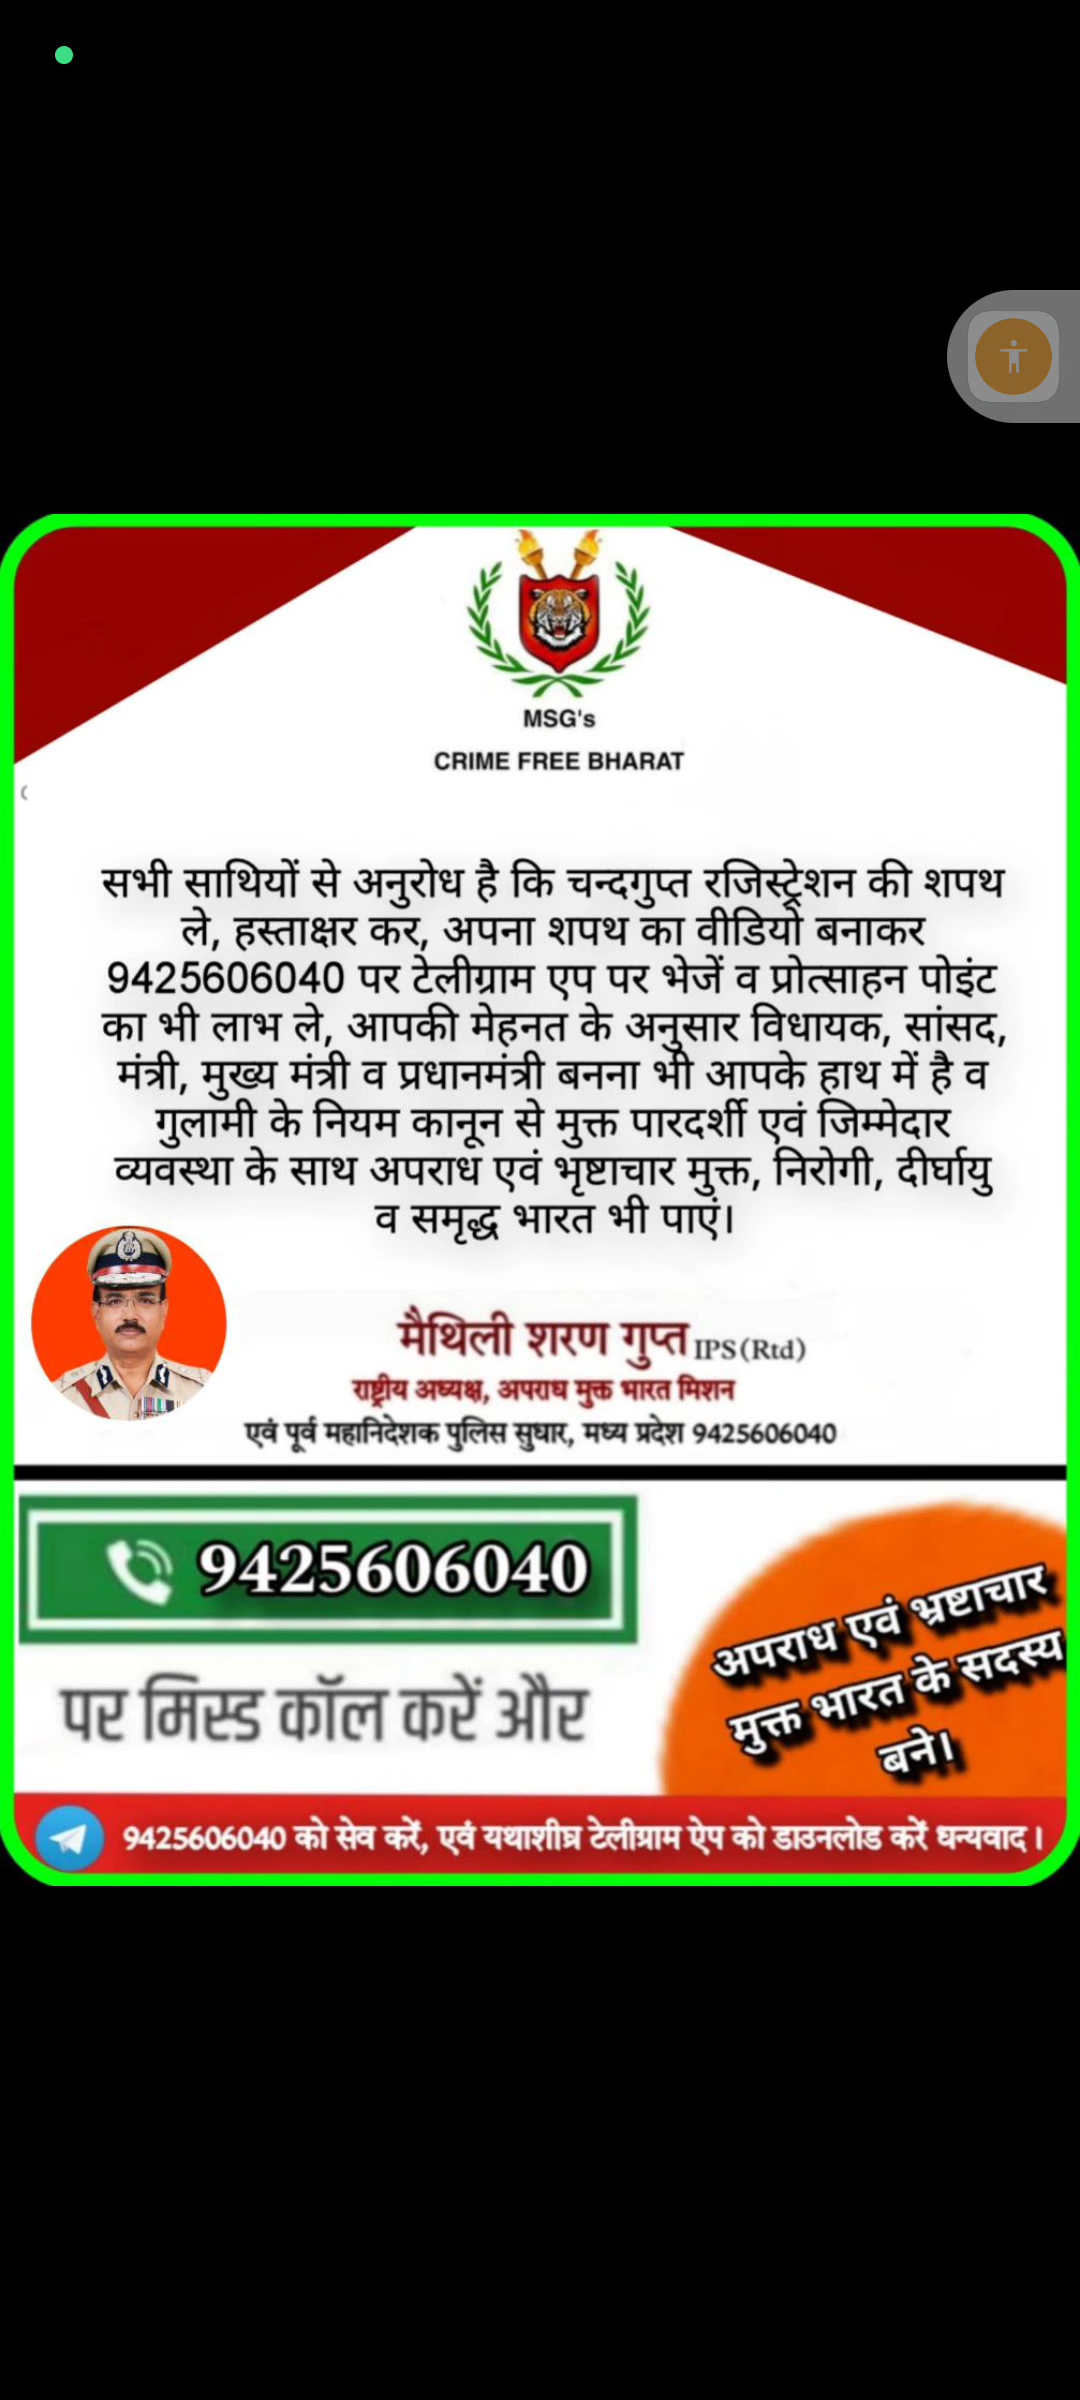 MSG's
CRIME FREE BHARAT
सभी साथियों से अनुरोध है कि चन्दगुप्त रजिस्ट्रेशन की शपथ
ले, हस्ताक्षर कर, अपना शपथ का वीडियो बनाकर
9425606040 पर टेलीग्राम एप पर भेजें व प्रोत्साहन पोइंट
का भी लाभ ले, आपकी मेहनत के अनुसार विधायक, सांसद,
मंत्री, मुख्य मंत्री व प्रधानमंत्री बनना भी आपके हाथ में है व
गुलामी के नियम कानून से मुक्त पारदर्शी एवं जिम्मेदार
व्यवस्था के साथ अपराध एवं भृष्टाचार मुक्त, निरोगी, दीर्घायु
व समृद्ध भारत भी पाएं।
मैथिली शरण गुप्त IPS (Rtd)
राष्ट्रीय अध्यक्ष, अपराध मुक्त भारत मिशन
एवं पूर्व महानिदेशक पुलिस सुधार, मध्य प्रदेश 9425606040
9425606040
पर मिस्ड कॉल करें और
अपराध एवं भ्रष्टाचार
मुक्त भारत के सदस्य
बने।
9425606040 को सेव करें, एवं यथाशीघ्र टेलीग्राम ऐप को डाउनलोड करें धन्यवाद ।